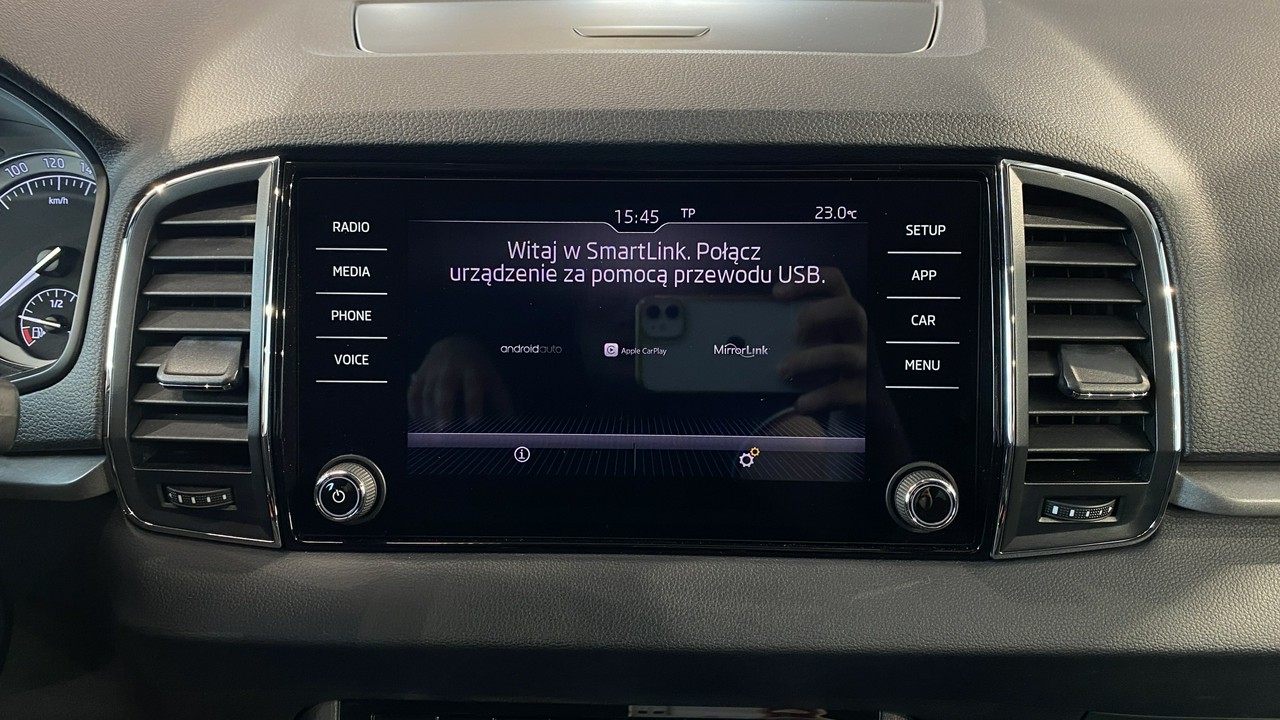 100 120
km/h
1/2
15:45 TP 23.0°C
RADIO
MEDIA
PHONE
VOICE
Witaj w SmartLink. Połącz
urządzenie za pomocą przewodu USB.
androidauto Apple CarPlay MirrorLink
SETUP
APP
CAR
MENU